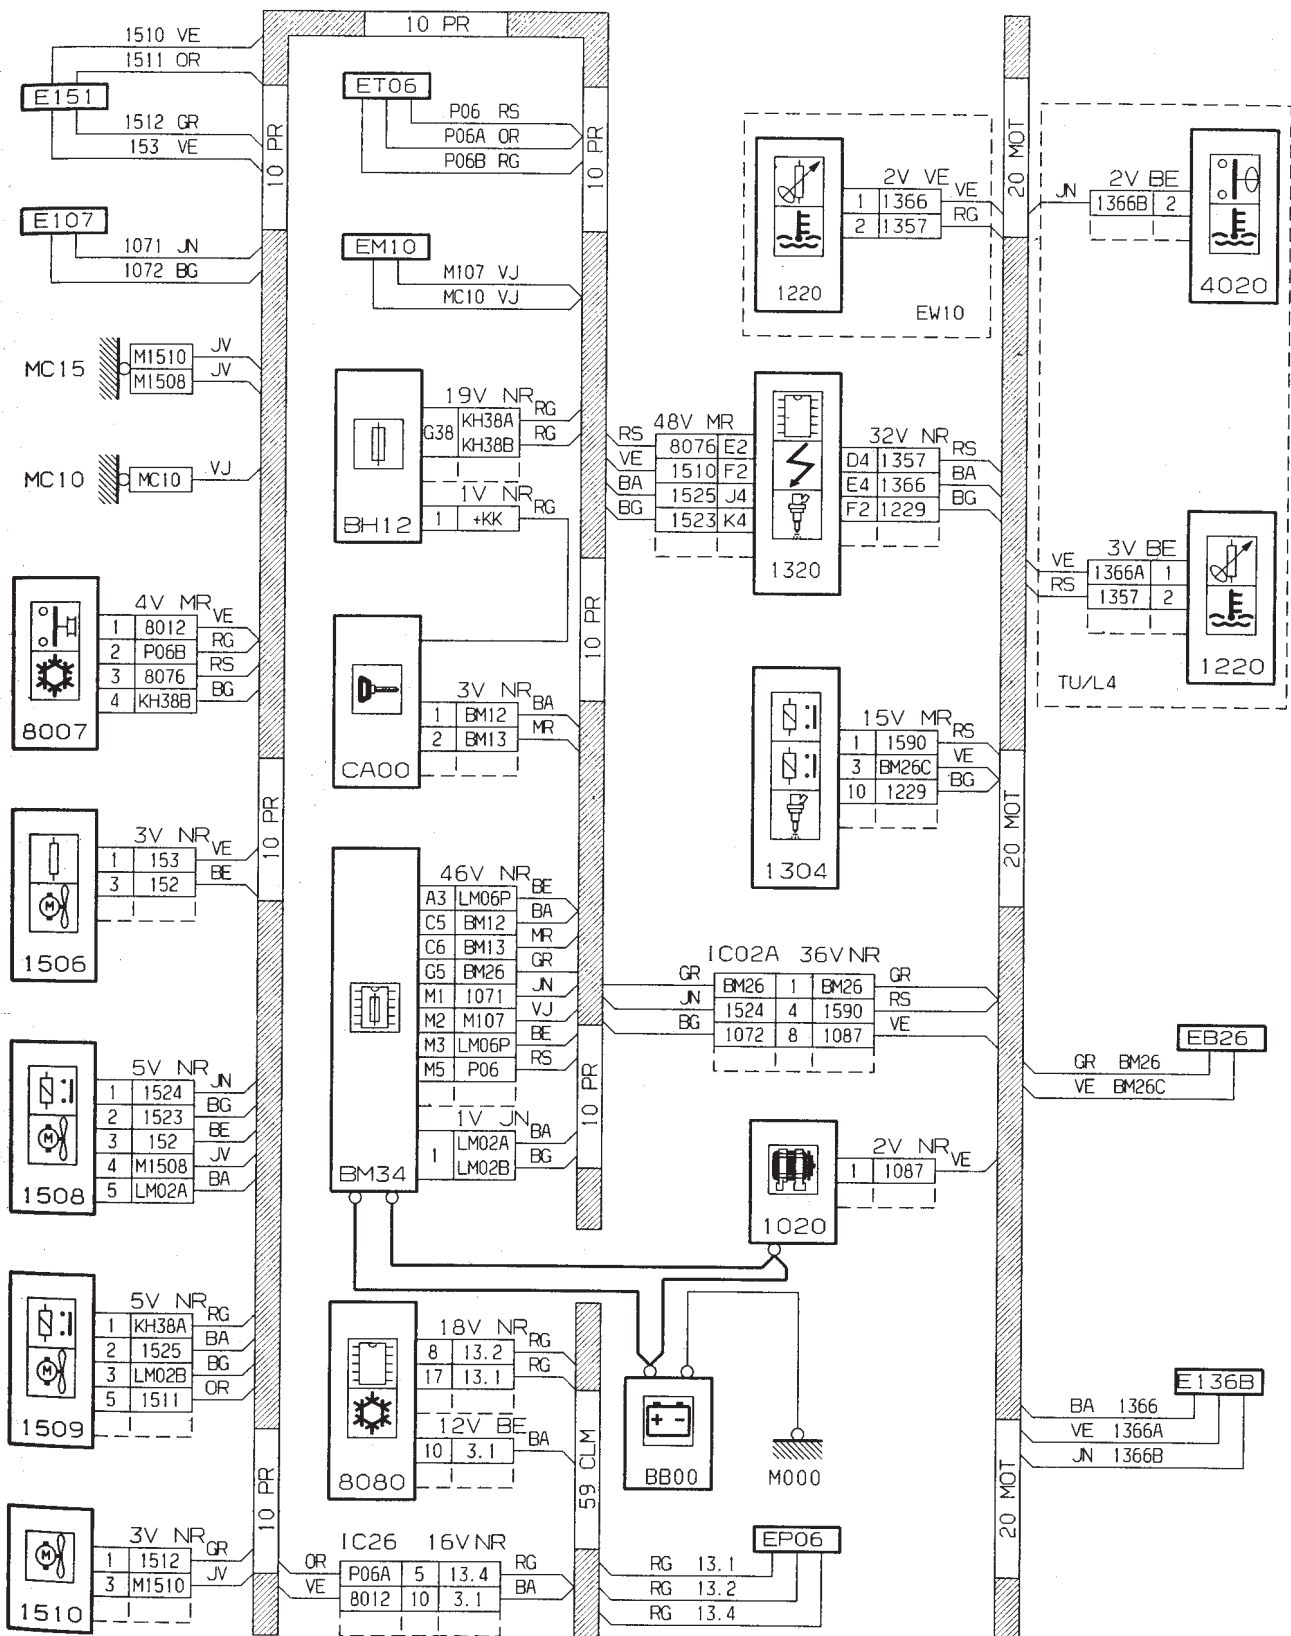 10 PR
1510 VE
1511 OR
E151
1512 GR
153 VE
10 PR
E107
1071 JN
1072 BG
MC15
M1510 JV
M1508 JV
MC10
MC10 VJ
4V MR
1 8012 VE
2 P06B RG
3 8076 RS
4 KH38B BG
8007
10 PR
3V NR
1 153 VE
3 152 BE
1506
5V NR
1 1524 JN
2 1523 BG
3 152 BE
4 M1508 JV
5 LM02A BA
1508
5V NR
1 KH38A RG
2 1525 BA
3 LM02B BG
5 1511 OR
1509
10 PR
3V NR
1 1512 GR
3 M1510 JV
1510
ET06
P06 RS
P06A OR
P06B RG
10 PR
EM10
M107 VJ
MC10 VJ
19V NR
G38 KH38A RG
KH38B RG
1V NR
1 +KK RG
BH12
10 PR
3V NR
1 BM12 BA
2 BM13 MR
CA00
46V NR
A3 LM06P BE
C5 BM12 BA
C6 BM13 MR
G5 BM26 GR
M1 1071 JN
M2 M107 VJ
M3 LM06P BE
M5 P06 RS
1V JN
1 LM02A BA
LM02B BG
BM34
10 PR
18V NR
8 13.2 RG
17 13.1 RG
12V BE
10 3.1 BA
8080
59 CLM
IC26 16V NR
OR P06A 5 13.4 RG
VE 8012 10 3.1 BA
2V VE
1 1366 VE
2 1357 RG
1220
EW10
20 MOT
48V MR
RS 8076 E2
VE 1510 F2
BA 1525 J4
BG 1523 K4
1320
32V NR
D4 1357 RS
E4 1366 BA
F2 1229 BG
15V MR
1 1590 RS
3 BM26C VE
10 1229 BG
1304
20 MOT
IC02A 36V NR
GR BM26 1 BM26 GR
JN 1524 4 1590 RS
BG 1072 8 1087 VE
2V NR
1 1087 VE
1020
BB00
M000
EP06
RG 13.1
RG 13.2
RG 13.4
2V BE
JN 1366B 2
4020
3V BE
VE 1366A 1
RS 1357 2
1220
TU/L4
EB26
GR BM26
VE BM26C
E136B
BA 1366
VE 1366A
JN 1366B
20 MOT